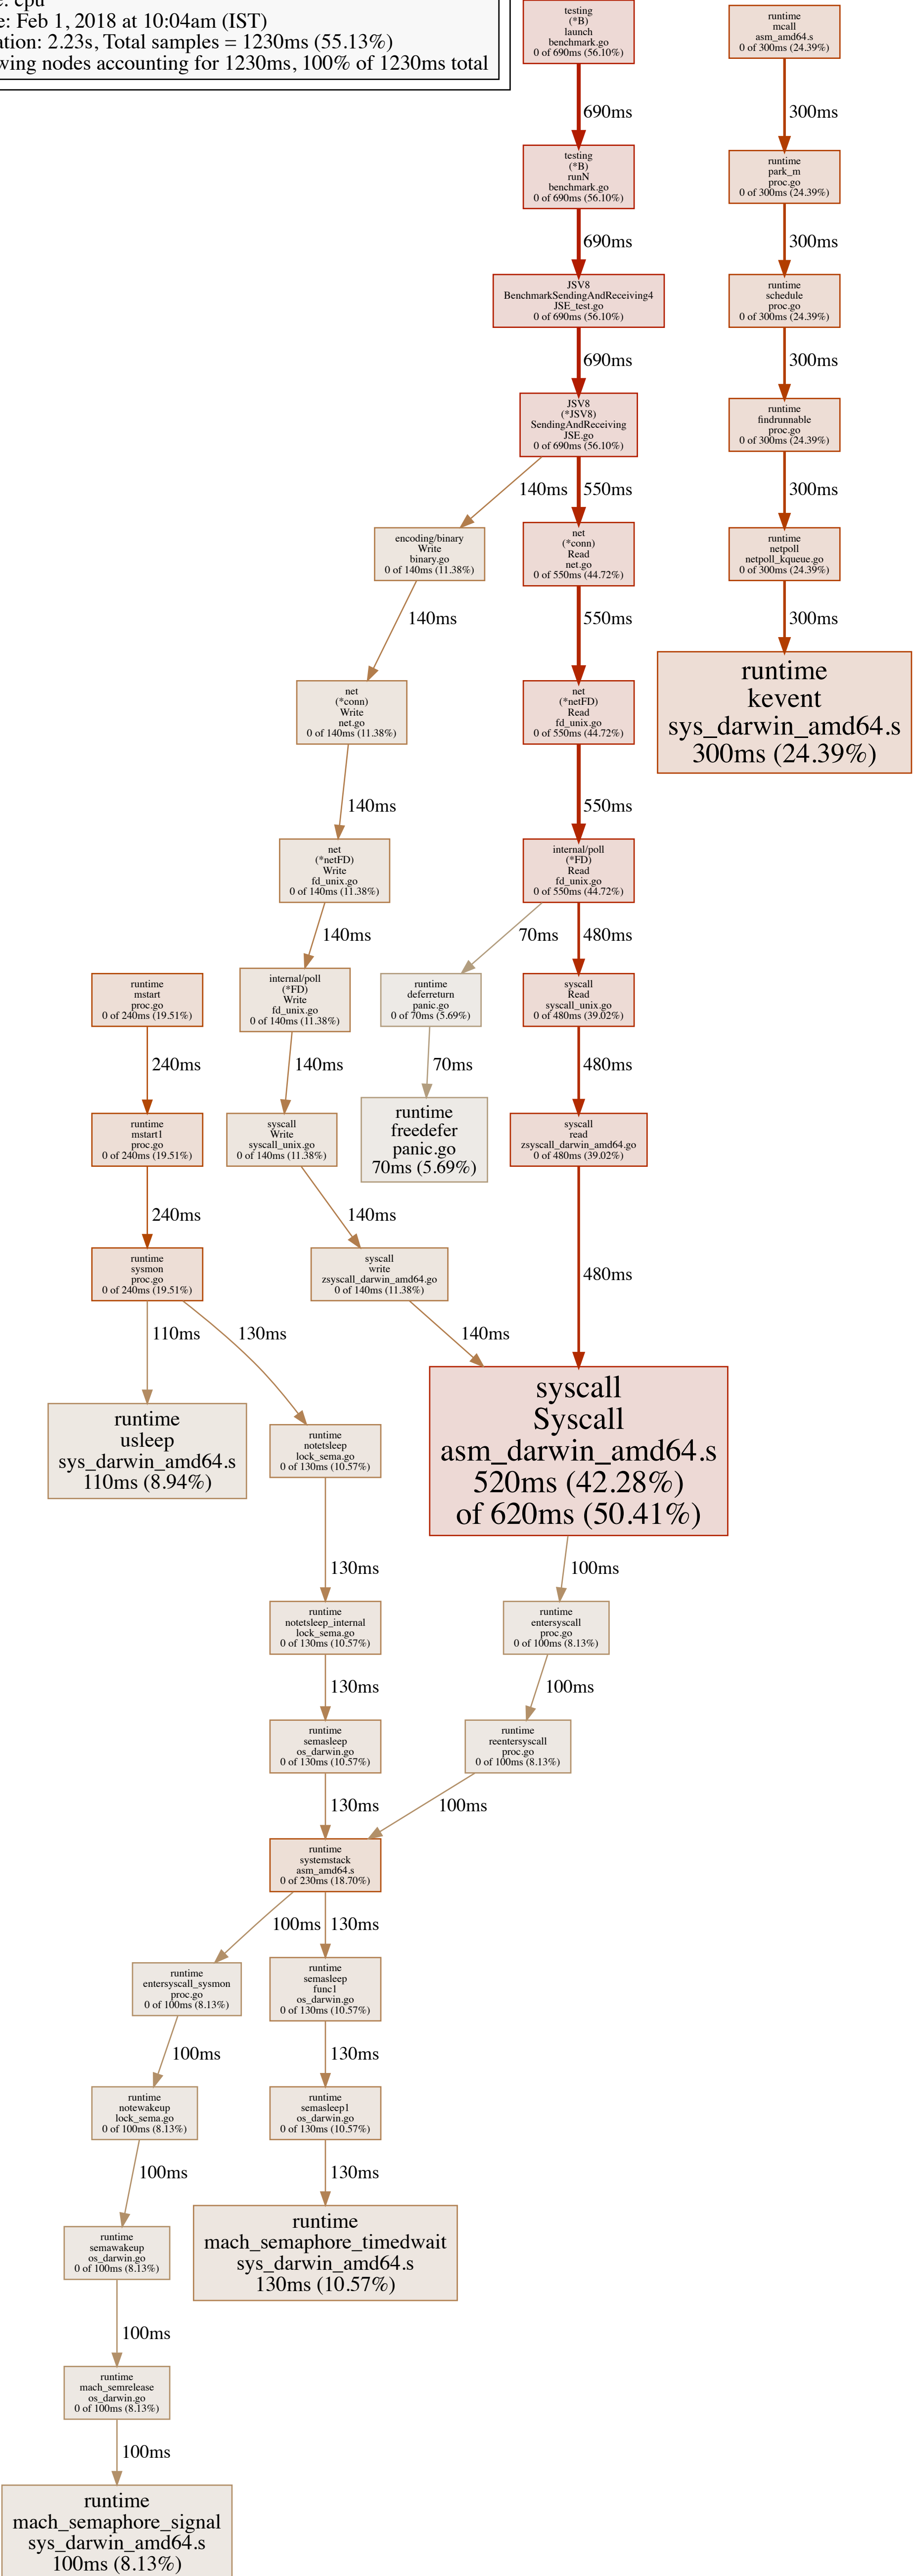 e: cpu
e: Feb 1, 2018 at 10:04am (IST)
ation: 2.23s, Total samples = 1230ms (55.13%)
wing nodes accounting for 1230ms, 100% of 1230ms total
testing
(*B)
launch
benchmark.go
0 of 690ms (56.10%)
runtime
mcall
asm_amd64.s
0 of 300ms (24.39%)
690ms
300ms
testing
(*B)
runN
benchmark.go
0 of 690ms (56.10%)
runtime
park_m
proc.go
0 of 300ms (24.39%)
690ms
300ms
JSV8
BenchmarkSendingAndReceiving4
JSE_test.go
0 of 690ms (56.10%)
runtime
schedule
proc.go
0 of 300ms (24.39%)
690ms
300ms
JSV8
(*JSV8)
SendingAndReceiving
JSE.go
0 of 690ms (56.10%)
runtime
findrunnable
proc.go
0 of 300ms (24.39%)
140ms
550ms
300ms
encoding/binary
Write
binary.go
0 of 140ms (11.38%)
net
(*conn)
Read
net.go
0 of 550ms (44.72%)
runtime
netpoll
netpoll_kqueue.go
0 of 300ms (24.39%)
140ms
550ms
300ms
net
(*conn)
Write
net.go
0 of 140ms (11.38%)
net
(*netFD)
Read
fd_unix.go
0 of 550ms (44.72%)
runtime
kevent
sys_darwin_amd64.s
300ms (24.39%)
140ms
550ms
net
(*netFD)
Write
fd_unix.go
0 of 140ms (11.38%)
internal/poll
(*FD)
Read
fd_unix.go
0 of 550ms (44.72%)
140ms
70ms
480ms
runtime
mstart
proc.go
0 of 240ms (19.51%)
internal/poll
(*FD)
Write
fd_unix.go
0 of 140ms (11.38%)
runtime
deferreturn
panic.go
0 of 70ms (5.69%)
syscall
Read
syscall_unix.go
0 of 480ms (39.02%)
240ms
140ms
70ms
480ms
runtime
mstart1
proc.go
0 of 240ms (19.51%)
syscall
Write
syscall_unix.go
0 of 140ms (11.38%)
runtime
freedefer
panic.go
70ms (5.69%)
syscall
read
zsyscall_darwin_amd64.go
0 of 480ms (39.02%)
240ms
140ms
480ms
runtime
sysmon
proc.go
0 of 240ms (19.51%)
syscall
write
zsyscall_darwin_amd64.go
0 of 140ms (11.38%)
110ms
130ms
140ms
runtime
usleep
sys_darwin_amd64.s
110ms (8.94%)
runtime
notetsleep
lock_sema.go
0 of 130ms (10.57%)
syscall
Syscall
asm_darwin_amd64.s
520ms (42.28%)
of 620ms (50.41%)
130ms
100ms
runtime
notetsleep_internal
lock_sema.go
0 of 130ms (10.57%)
runtime
entersyscall
proc.go
0 of 100ms (8.13%)
130ms
100ms
runtime
semasleep
os_darwin.go
0 of 130ms (10.57%)
runtime
reentersyscall
proc.go
0 of 100ms (8.13%)
130ms
100ms
runtime
systemstack
asm_amd64.s
0 of 230ms (18.70%)
100ms
130ms
runtime
entersyscall_sysmon
proc.go
0 of 100ms (8.13%)
runtime
semasleep
func1
os_darwin.go
0 of 130ms (10.57%)
100ms
130ms
runtime
notewakeup
lock_sema.go
0 of 100ms (8.13%)
runtime
semasleep1
os_darwin.go
0 of 130ms (10.57%)
100ms
130ms
runtime
semawakeup
os_darwin.go
0 of 100ms (8.13%)
runtime
mach_semaphore_timedwait
sys_darwin_amd64.s
130ms (10.57%)
100ms
runtime
mach_semrelease
os_darwin.go
0 of 100ms (8.13%)
100ms
runtime
mach_semaphore_signal
sys_darwin_amd64.s
100ms (8.13%)